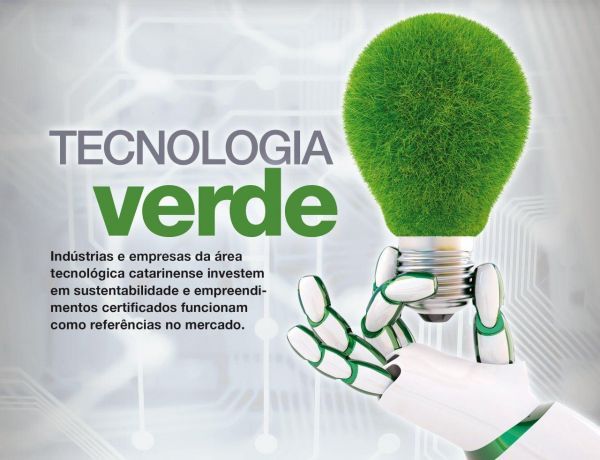 TECNOLOGIA
verde
Indústrias e empresas da área
tecnológica catarinense investem
em sustentabilidade e empreendi-
mentos certificados funcionam
como referências no mercado.